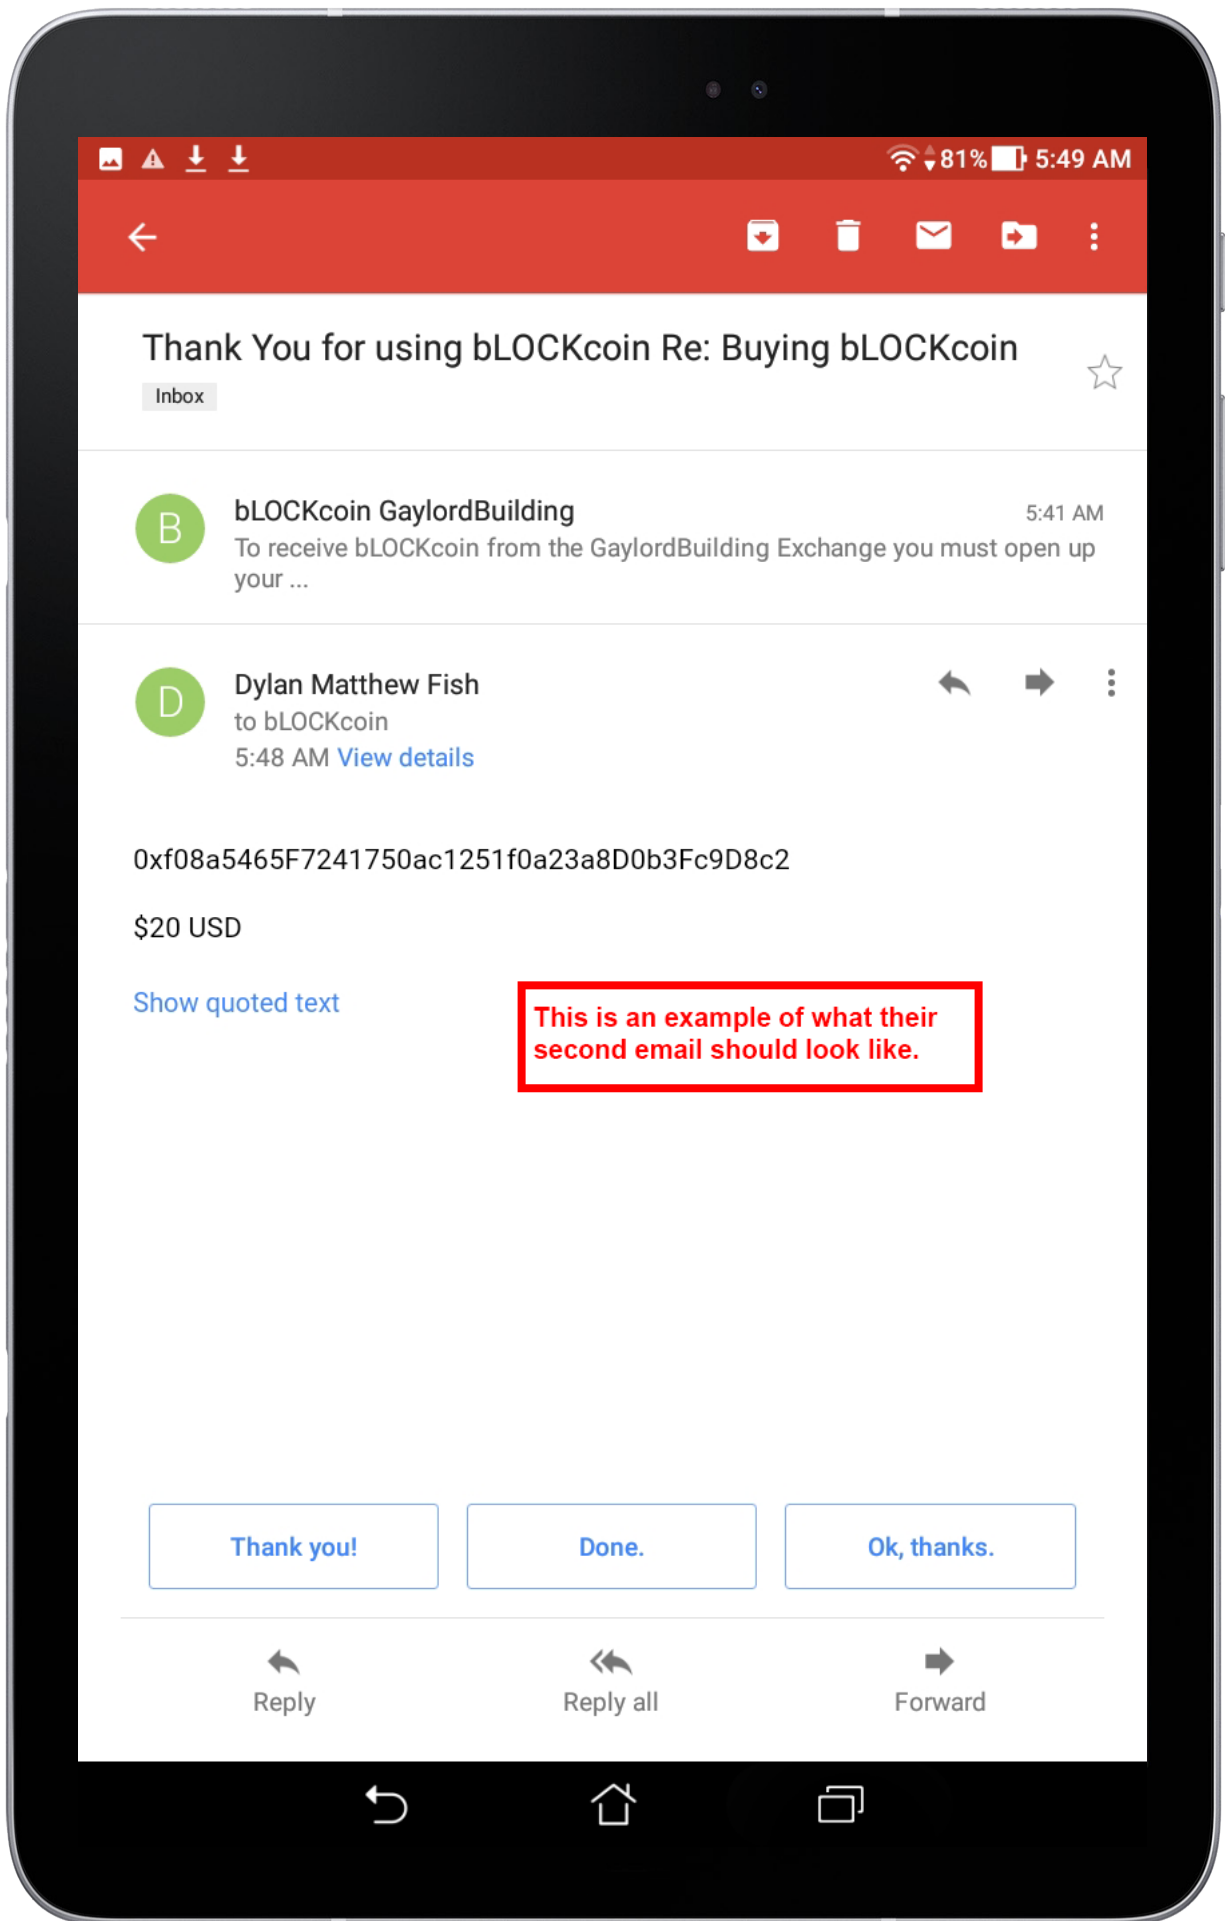 81% 5:49 AM
Thank You for using bLOCKcoin Re: Buying bLOCKcoin
Inbox
B
bLOCKcoin GaylordBuilding
5:41 AM
To receive bLOCKcoin from the GaylordBuilding Exchange you must open up
your ...
D
Dylan Matthew Fish
to bLOCKcoin
5:48 AM View details
0xf08a5465F7241750ac1251f0a23a8D0b3Fc9D8c2
$20 USD
Show quoted text
This is an example of what their
second email should look like.
Thank you!
Done.
Ok, thanks.
Reply
Reply all
Forward